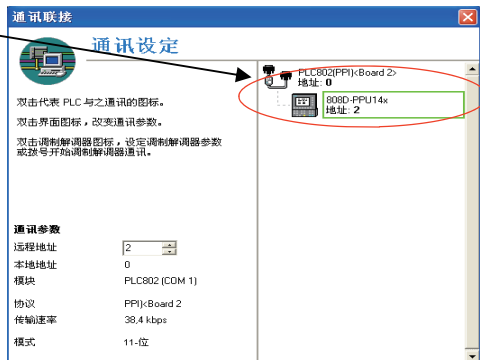 通讯联接
通讯设定
双击代表 PLC 与之通讯的图标。
双击界面图标，改变通讯参数。
双击调制解调器图标，设定调制解调器参数
或拨号开始调制解调器通讯。
通讯参数
远程地址 2
本地地址 0
模块 PLC802 (COM 1)
协议 PPI)<Board 2
传输速率 38,4 kbps
模式 11-位
PLC802(PPI)<Board 2>
地址: 0
808D-PPU14x
地址: 2